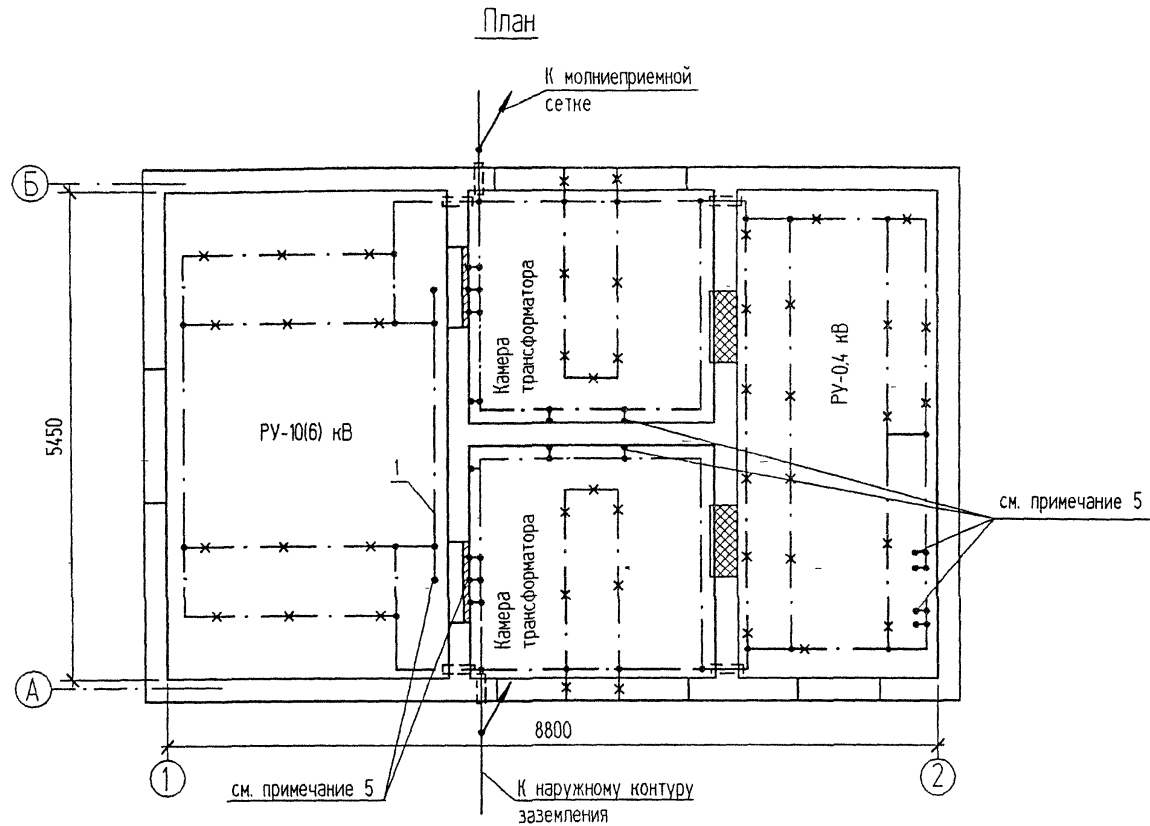 План
К молниеприемной
сетке
Б
Камера
трансформатора
РУ-0,4 кВ
5450
РУ-10(6) кВ
1
см. примечание 5
Камера
трансформатора
А
8800
1
2
см. примечание 5
К наружному контуру
заземления